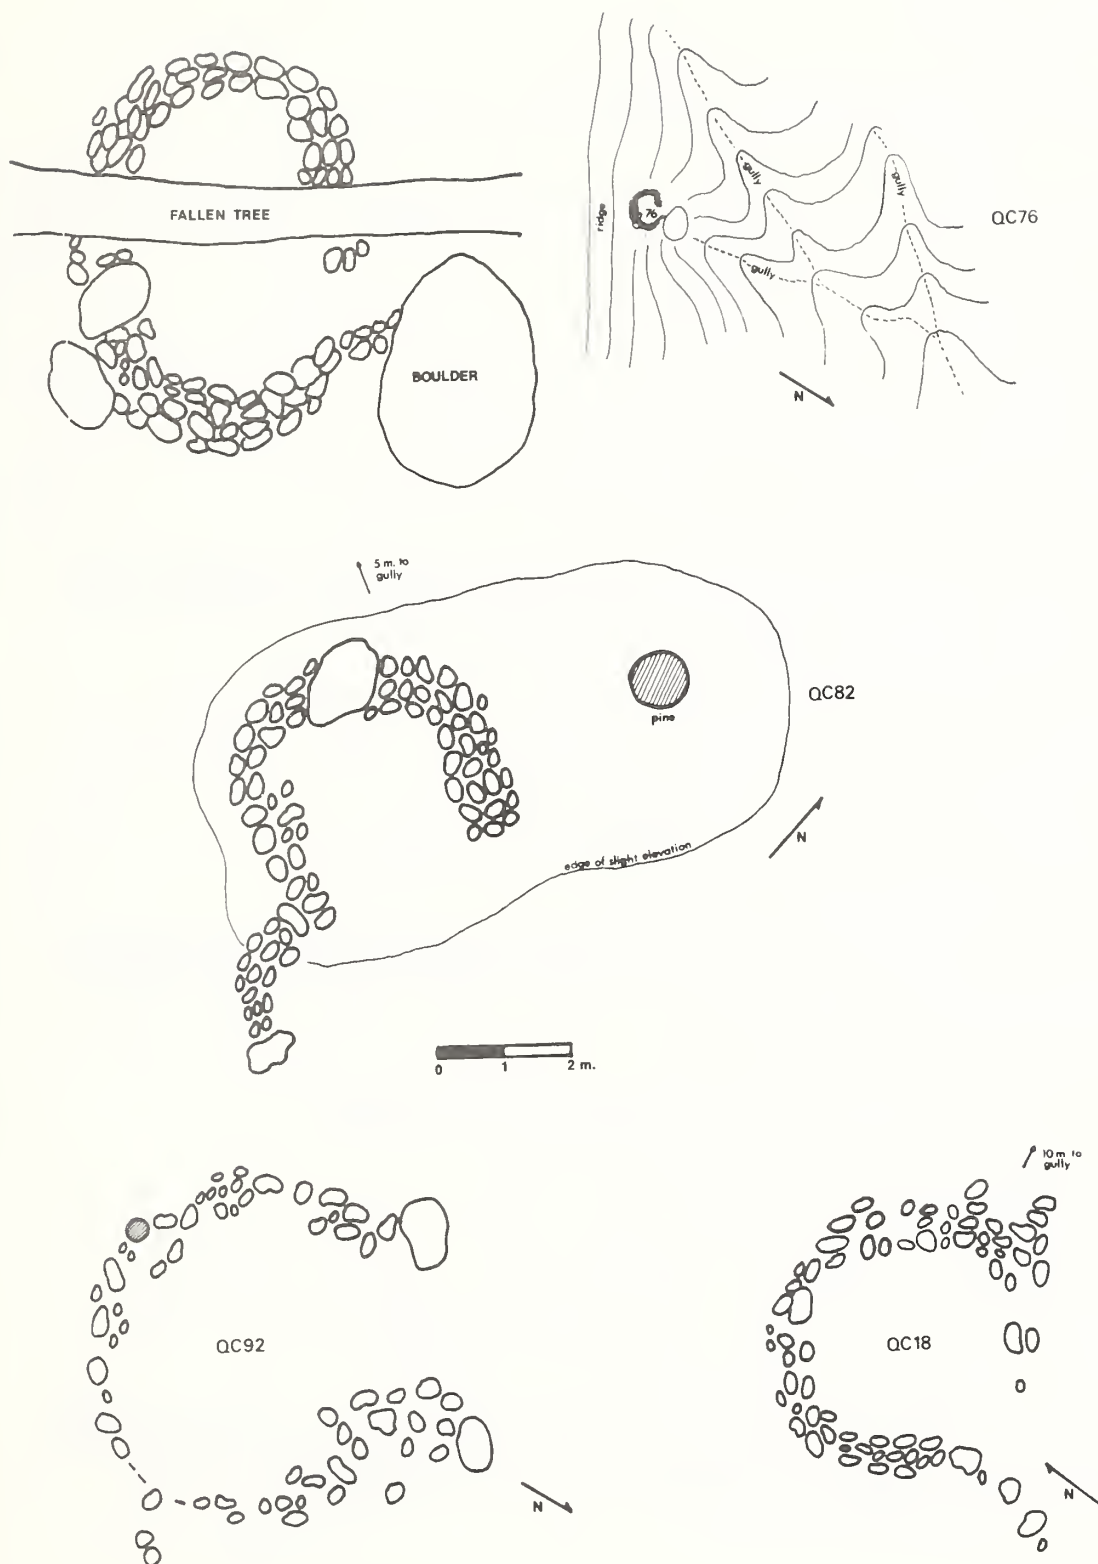 FALLEN TREE
BOULDER
ridge
76
gully
gully
gully
QC76
N
5 m. to
gully
pine
QC82
edge of slight elevation
N
0 1 2 m.
QC92
N
10 m to
gully
QC18
N